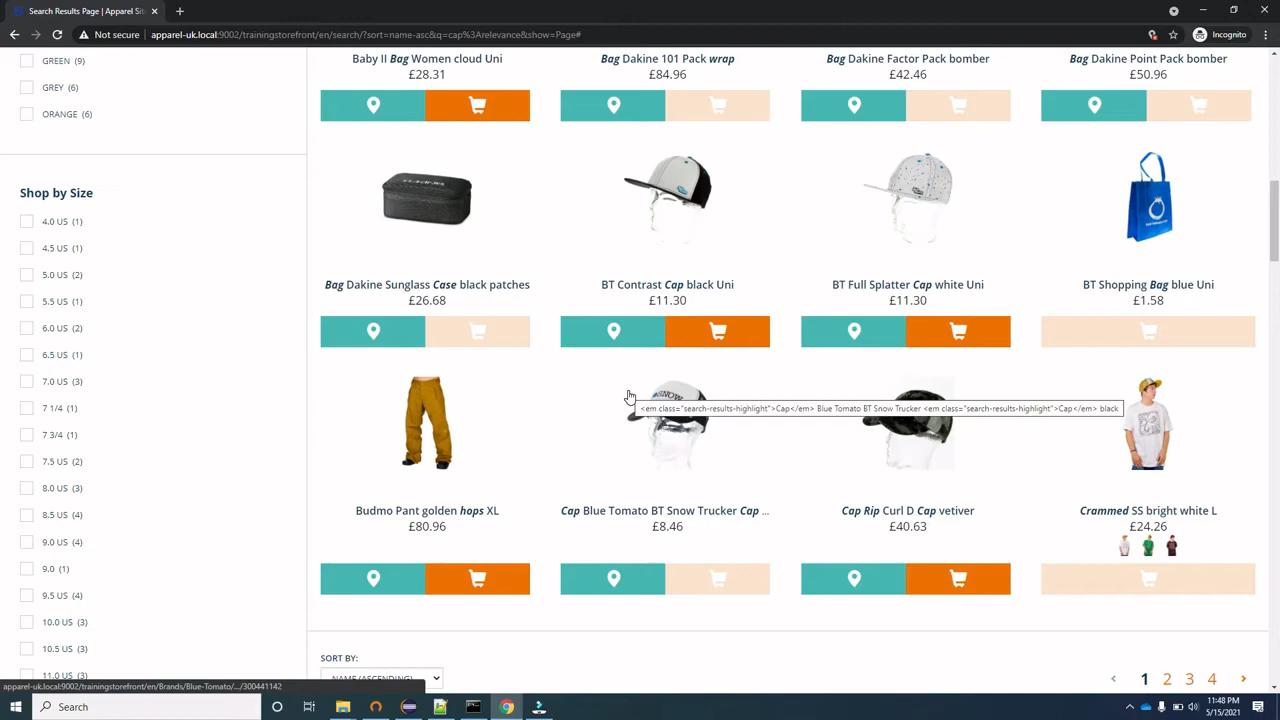 Search Results Page | Apparel Sit
Not secure | apparel-uk.local:9002/trainingstorefront/en/search/?sort=name-asc&q=cap%3Arelevance&show=Page#
Incognito
GREEN (9)
GREY (6)
ORANGE (6)
Shop by Size
4.0 US (1)
4.5 US (1)
5.0 US (2)
5.5 US (1)
6.0 US (2)
6.5 US (1)
7.0 US (3)
7 1/4 (1)
7 3/4 (1)
7.5 US (2)
8.0 US (3)
8.5 US (4)
9.0 US (4)
9.0 (1)
9.5 US (4)
10.0 US (3)
10.5 US (3)
11.0 US (3)
Baby II Bag Women cloud Uni
£28.31
Bag Dakine 101 Pack wrap
£84.96
Bag Dakine Factor Pack bomber
£42.46
Bag Dakine Point Pack bomber
£50.96
Bag Dakine Sunglass Case black patches
£26.68
BT Contrast Cap black Uni
£11.30
BT Full Splatter Cap white Uni
£11.30
BT Shopping Bag blue Uni
£1.58
SNOW
<em class="search-results-highlight">Cap</em> Blue Tomato BT Snow Trucker <em class="search-results-highlight">Cap</em> black
Budmo Pant golden hops XL
£80.96
Cap Blue Tomato BT Snow Trucker Cap ...
£8.46
Cap Rip Curl D Cap vetiver
£40.63
Crammed SS bright white L
£24.26
SORT BY:
NAME (ASCENDING)
1 2 3 4
apparel-uk.local:9002/trainingstorefront/en/Brands/Blue-Tomato/.../300441142
Search
11:48 PM
5/15/2021